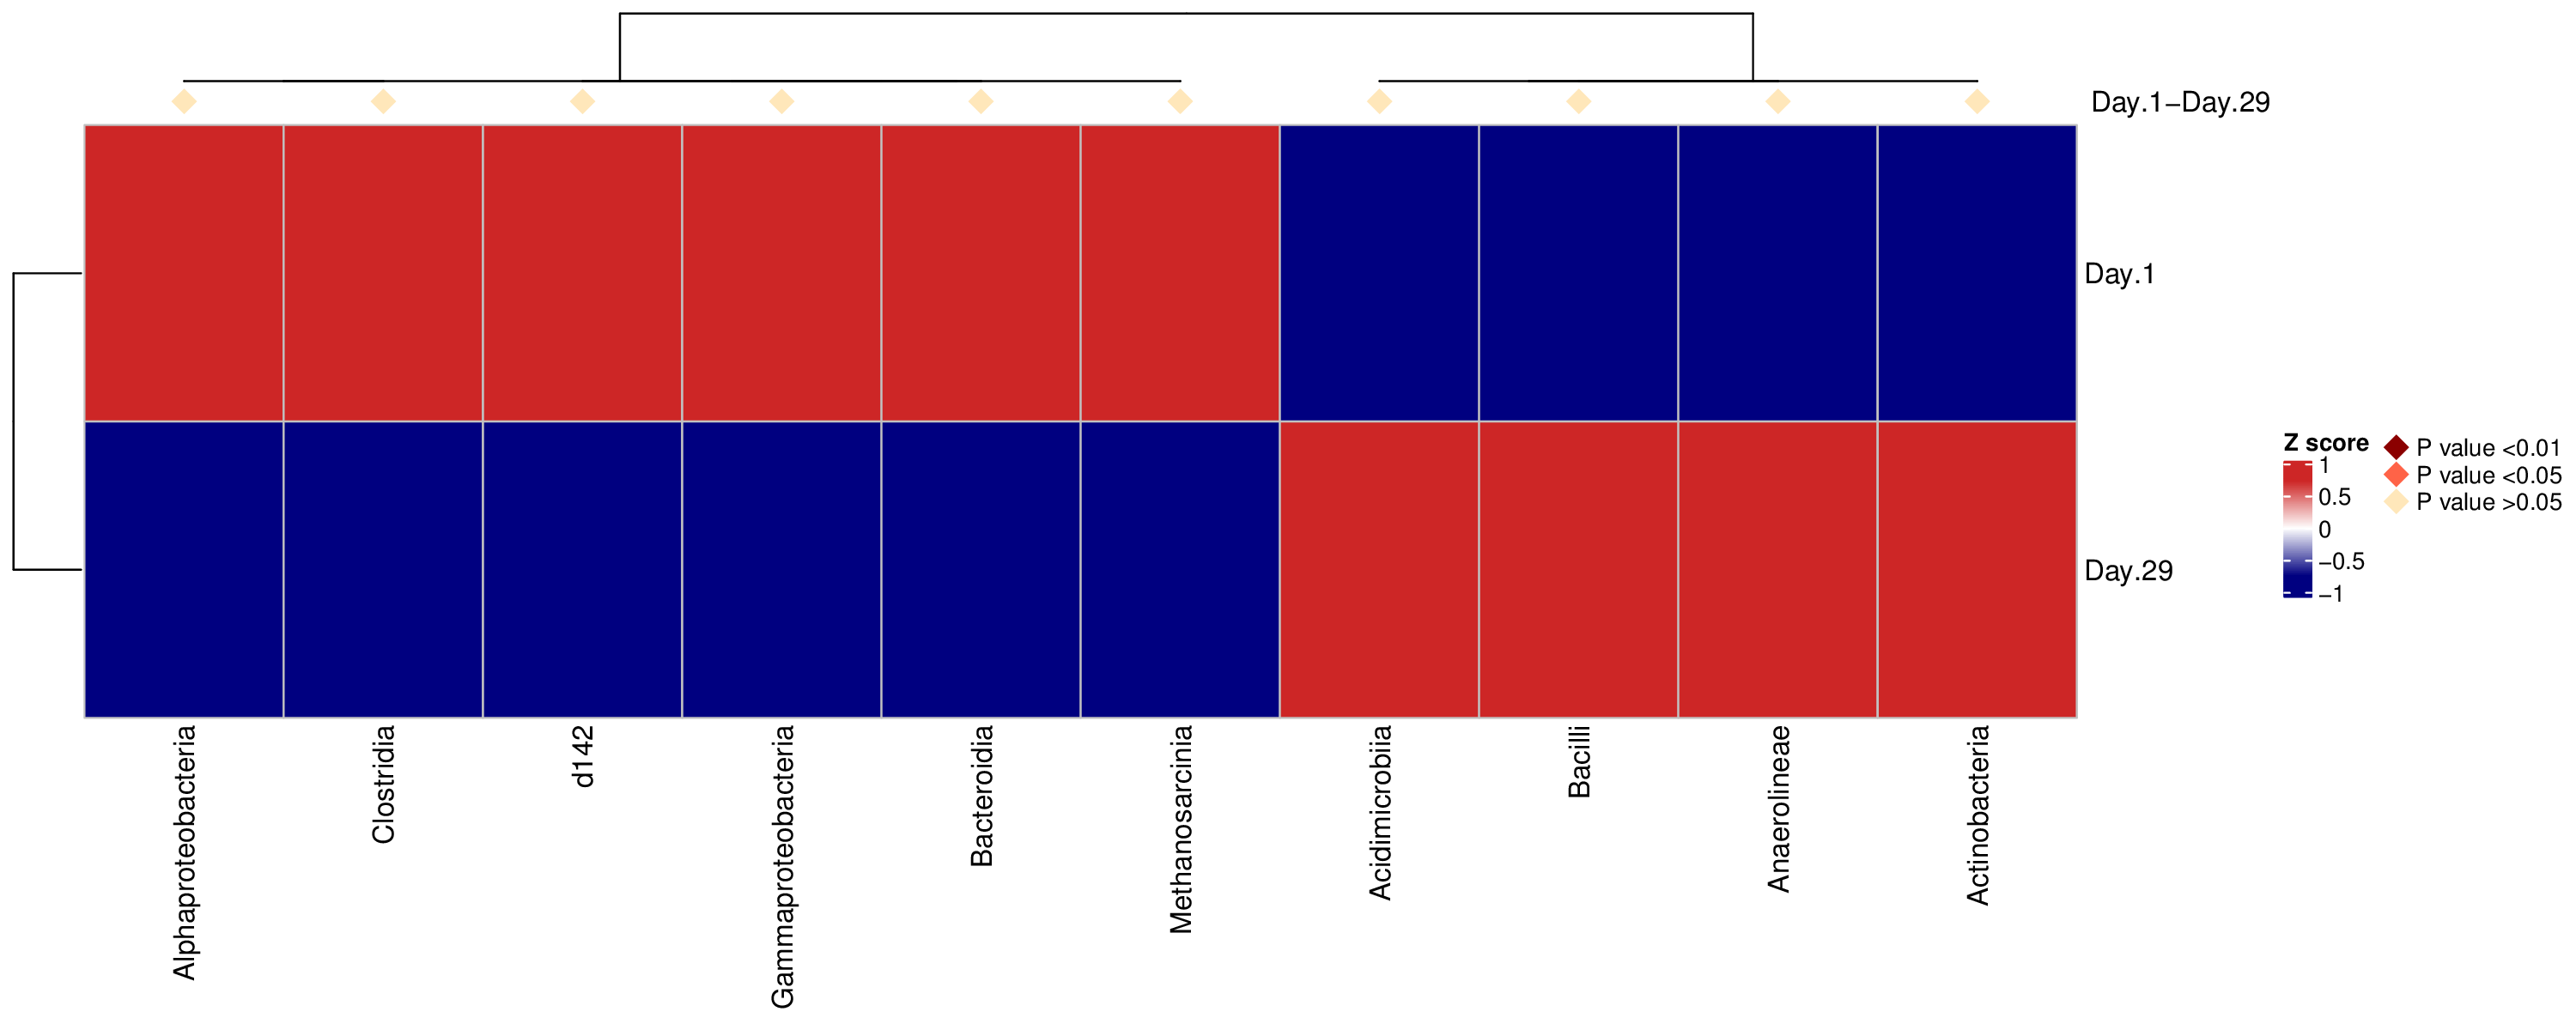 Day.1–Day.29
Day.1
Day.29
Z score
1
0.5
0
−0.5
−1
P value <0.01
P value <0.05
P value >0.05
Alphaproteobacteria
Clostridia
d142
Gammaproteobacteria
Bacteroidia
Methanosarcinia
Acidimicrobiia
Bacilli
Anaerolineae
Actinobacteria